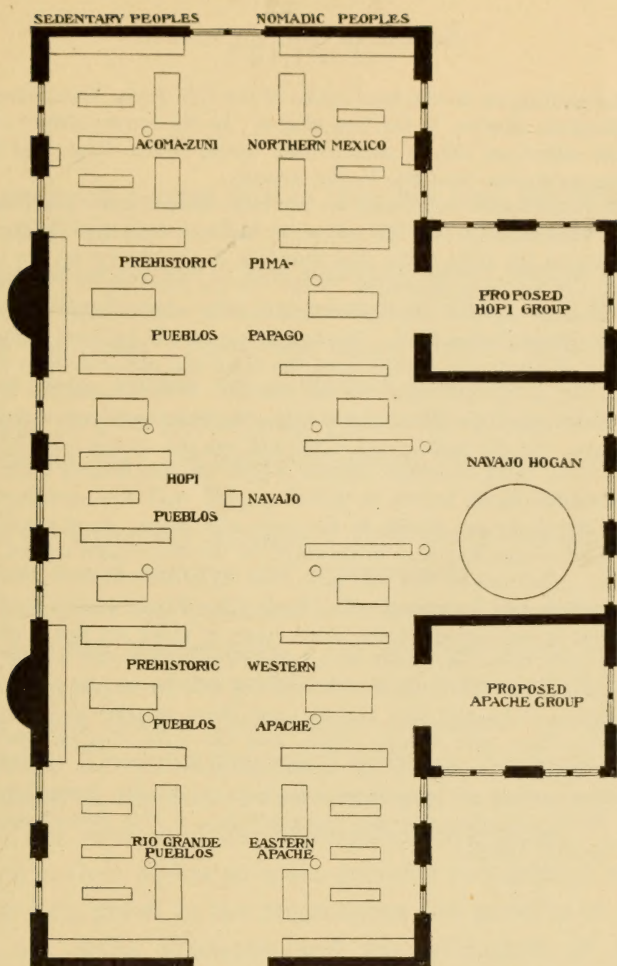 SEDENTARY PEOPLES
NOMADIC PEOPLES
ACOMA-ZUNI
NORTHERN MEXICO
PREHISTORIC
PIMA-
PROPOSED
HOPI GROUP
PUEBLOS
PAPAGO
NAVAJO HOGAN
HOPI
NAVAJO
PUEBLOS
PREHISTORIC
WESTERN
PROPOSED
APACHE GROUP
PUEBLOS
APACHE
RIO GRANDE
PUEBLOS
EASTERN
APACHE